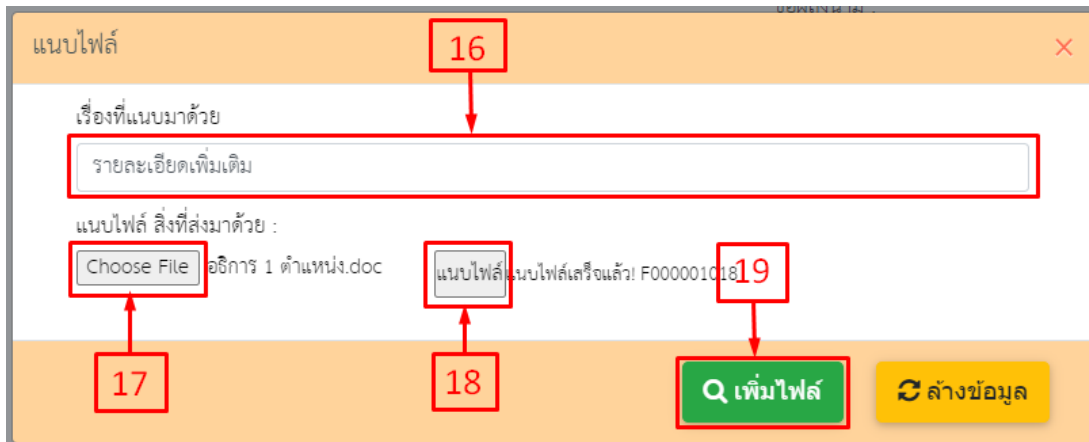 แนบไฟล์
16
×
เรื่องที่แนบมาด้วย
รายละเอียดเพิ่มเติม
แนบไฟล์ สิ่งที่ส่งมาด้วย :
Choose File อธิการ 1 ตำแหน่ง.doc
แนบไฟล์ แนบไฟล์เสร็จแล้ว! F000001018
19
17
18
เพิ่มไฟล์
ล้างข้อมูล